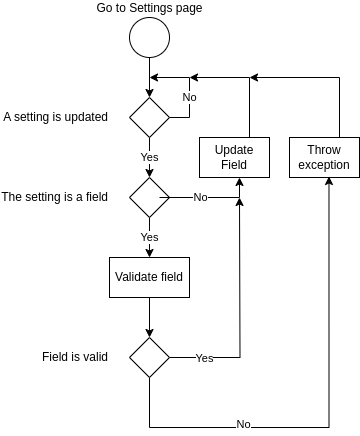 Go to Settings page
No
A setting is updated
Yes
Update
Field
Throw
exception
The setting is a field
No
Yes
Validate field
Field is valid
Yes
No